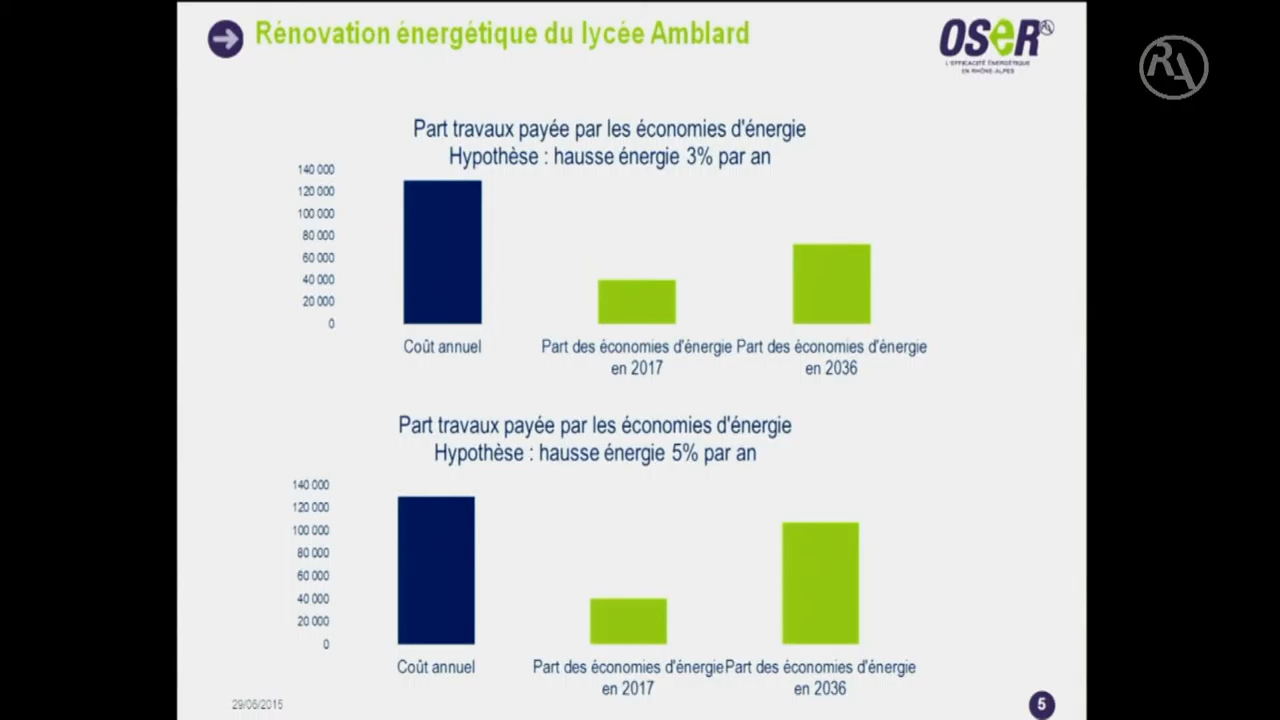 Rénovation énergétique du lycée Amblard
OSeR RA
L'EFFICACITÉ ÉNERGÉTIQUE
EN RHÔNE-ALPES
RA
Part travaux payée par les économies d'énergie
Hypothèse : hausse énergie 3% par an
140 000
120 000
100 000
80 000
60 000
40 000
20 000
0
Coût annuel
Part des économies d'énergie
en 2017
Part des économies d'énergie
en 2036
Part travaux payée par les économies d'énergie
Hypothèse : hausse énergie 5% par an
140 000
120 000
100 000
80 000
60 000
40 000
20 000
0
Coût annuel
Part des économies d'énergie
en 2017
Part des économies d'énergie
en 2036
29/06/2015
5